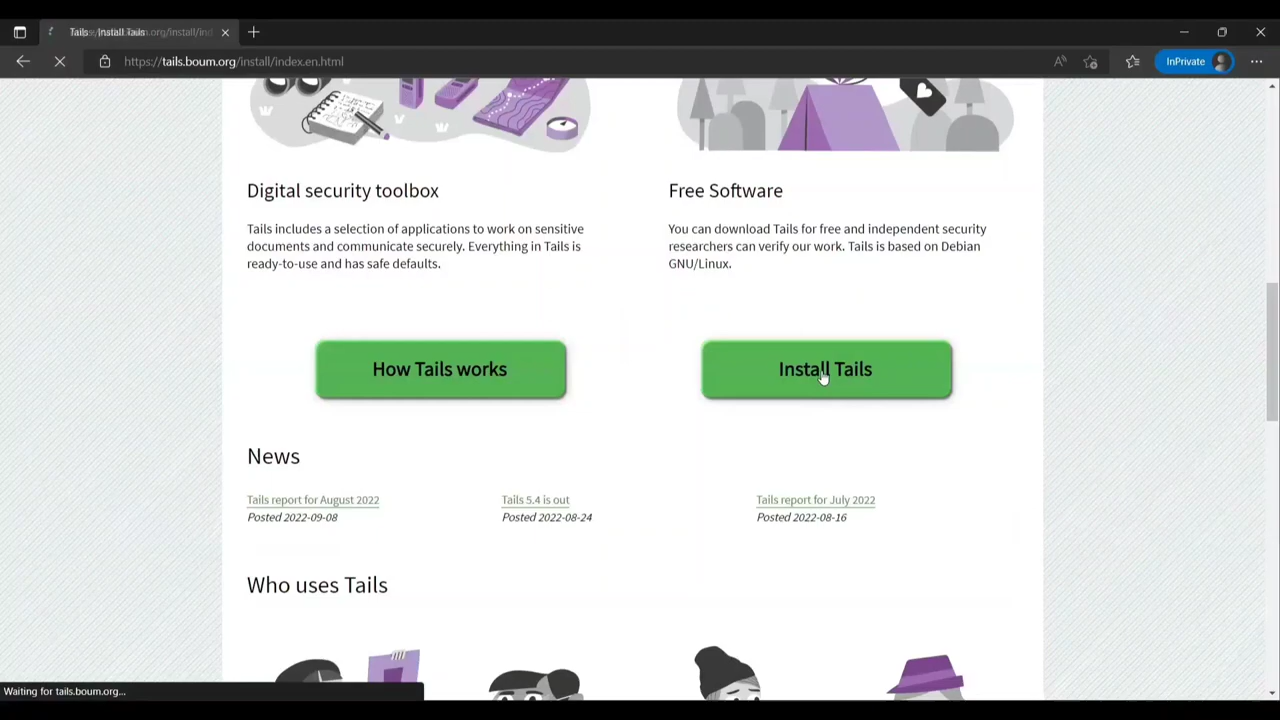 https://tails.boum.org/install/index.en.html
InPrivate
Digital security toolbox
Tails includes a selection of applications to work on sensitive
documents and communicate securely. Everything in Tails is
ready-to-use and has safe defaults.
Free Software
You can download Tails for free and independent security
researchers can verify our work. Tails is based on Debian
GNU/Linux.
How Tails works
Install Tails
News
Tails report for August 2022
Posted 2022-09-08
Tails 5.4 is out
Posted 2022-08-24
Tails report for July 2022
Posted 2022-08-16
Who uses Tails
Waiting for tails.boum.org...